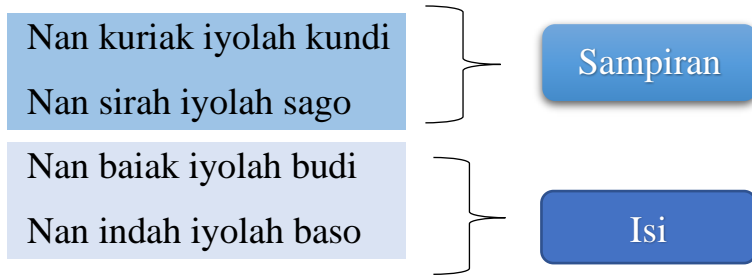 Nan kuriak iyolah kundi
Nan sirah iyolah sago
Sampiran
Nan baiak iyolah budi
Nan indah iyolah baso
Isi